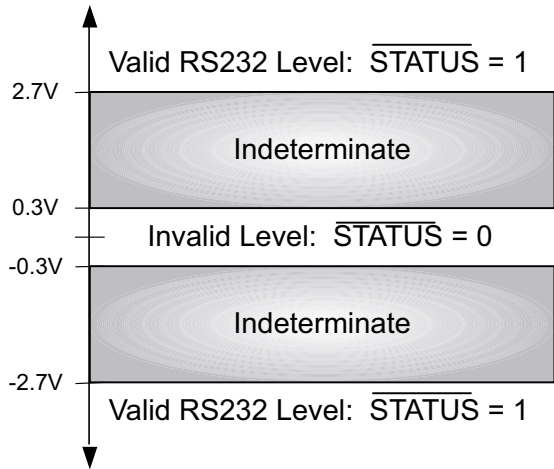 Valid RS232 Level: STATUS = 1
2.7V
Indeterminate
0.3V
Invalid Level: STATUS = 0
-0.3V
Indeterminate
-2.7V
Valid RS232 Level: STATUS = 1